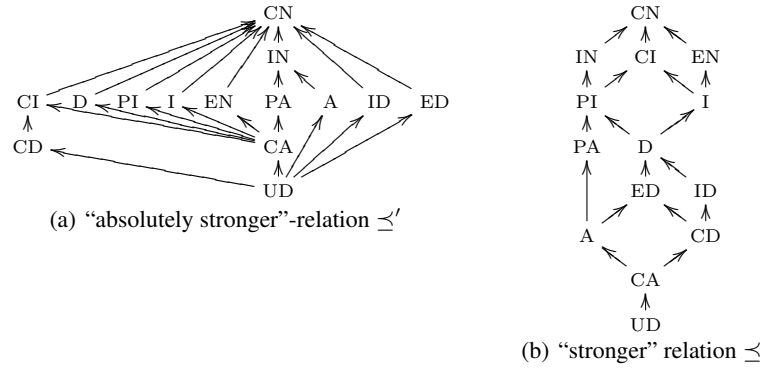 CN
IN
CI D PI I EN PA A ID ED
CD CA
UD
(a) “absolutely stronger”-relation ⪯′
CN
IN CI EN
PI I
PA D
ED ID
A CD
CA
UD
(b) “stronger” relation ⪯